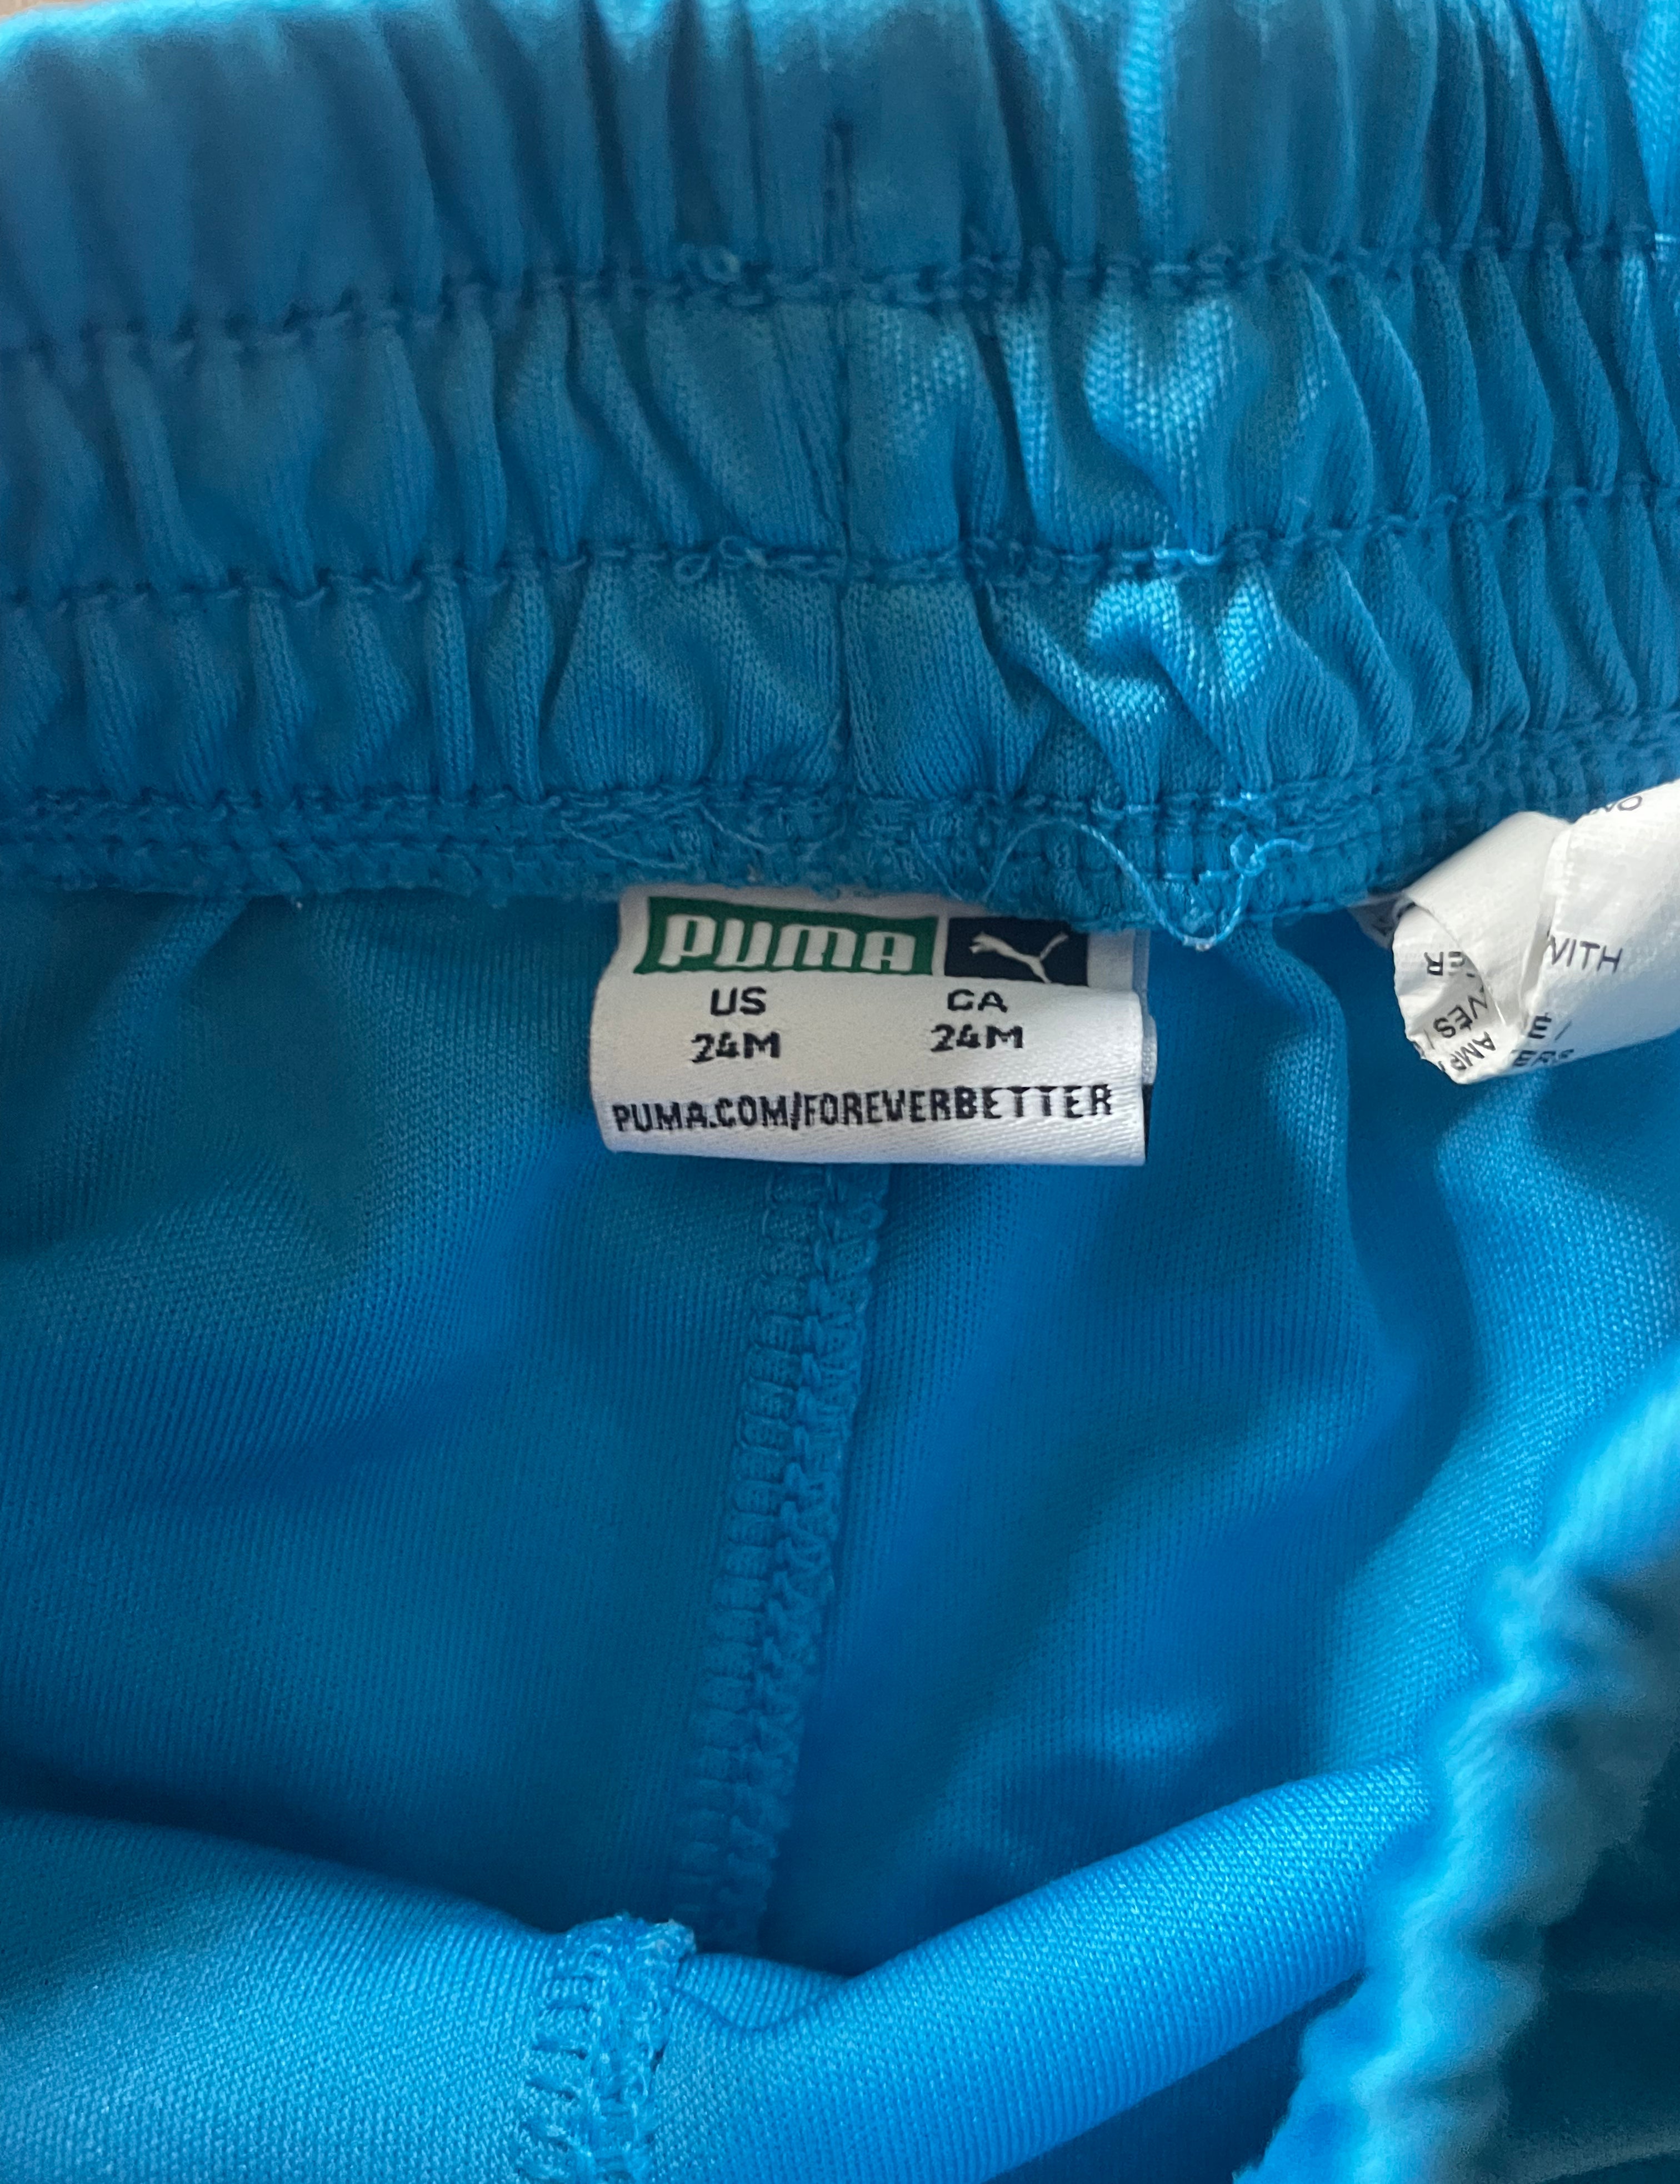 PUMA
US CA
24M 24M
PUMA.COM/FOREVERBETTER
WITH